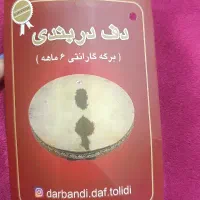 دف دربندی
( برگه گارانتی ۶ ماهه )
darbandi.daf.tolidi